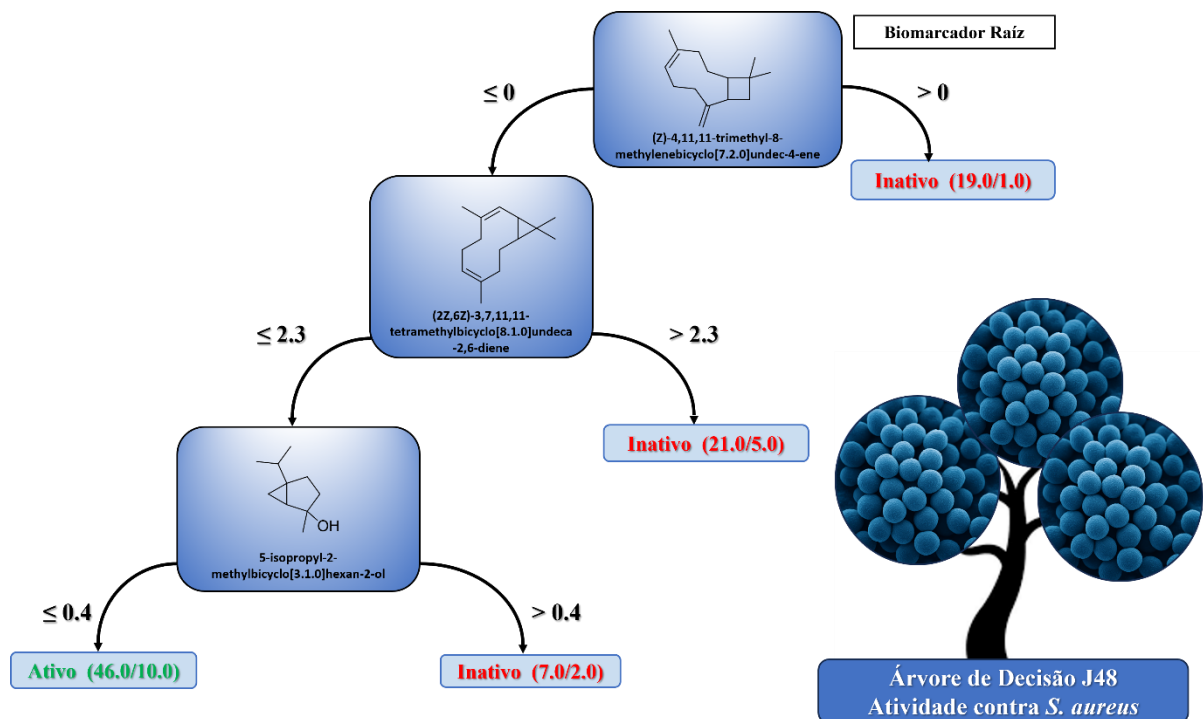 Biomarcador Raíz
≤ 0
> 0
(Z)-4,11,11-trimethyl-8-
methylenebicyclo[7.2.0]undec-4-ene
Inativo (19.0/1.0)
(2Z,6Z)-3,7,11,11-
tetramethylbicyclo[8.1.0]undeca
-2,6-diene
≤ 2.3
> 2.3
Inativo (21.0/5.0)
OH
5-isopropyl-2-
methylbicyclo[3.1.0]hexan-2-ol
≤ 0.4
> 0.4
Ativo (46.0/10.0)
Inativo (7.0/2.0)
Árvore de Decisão J48
Atividade contra S. aureus